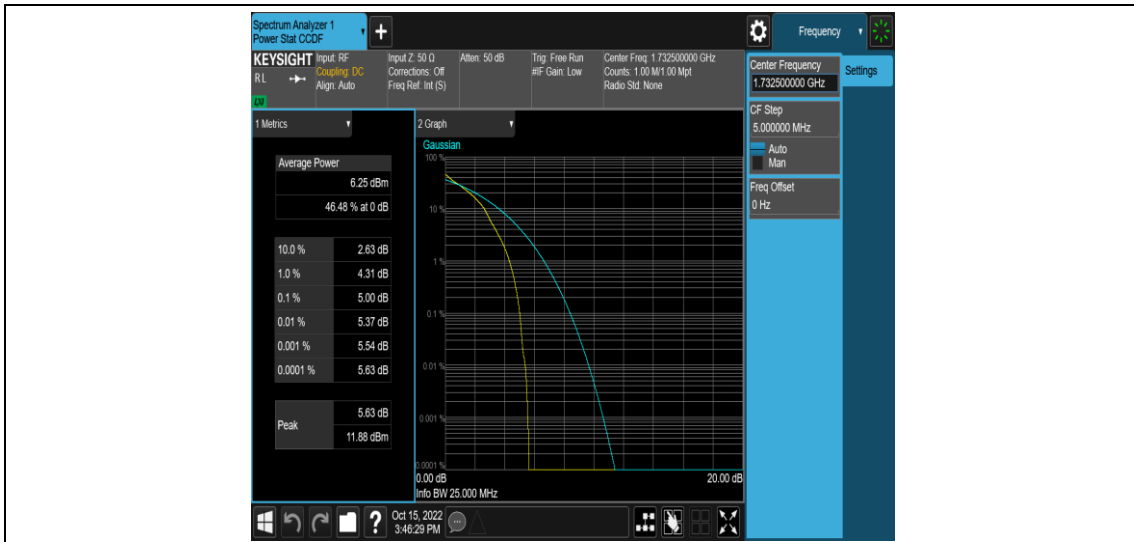 Spectrum Analyzer 1
Power Stat CCDF
+
Frequency
KEYSIGHT
RL
LXI
Input: RF
Coupling: DC
Align: Auto
Input Z: 50 Ω
Corrections: Off
Freq Ref: Int (S)
Atten: 50 dB
Trig: Free Run
#IF Gain: Low
Center Freq: 1.732500000 GHz
Counts: 1.00 M/1.00 Mpt
Radio Std: None
Center Frequency
1.732500000 GHz
Settings
CF Step
5.000000 MHz
Auto
Man
Freq Offset
0 Hz
1 Metrics
Average Power
6.25 dBm
46.48 % at 0 dB
10.0 % 2.63 dB
1.0 % 4.31 dB
0.1 % 5.00 dB
0.01 % 5.37 dB
0.001 % 5.54 dB
0.0001 % 5.63 dB
Peak
5.63 dB
11.88 dBm
2 Graph
Gaussian
100 %
10 %
1 %
0.1 %
0.01 %
0.001 %
0.0001 %
0.00 dB 20.00 dB
Info BW 25.000 MHz
?
Oct 15, 2022
3:46:29 PM